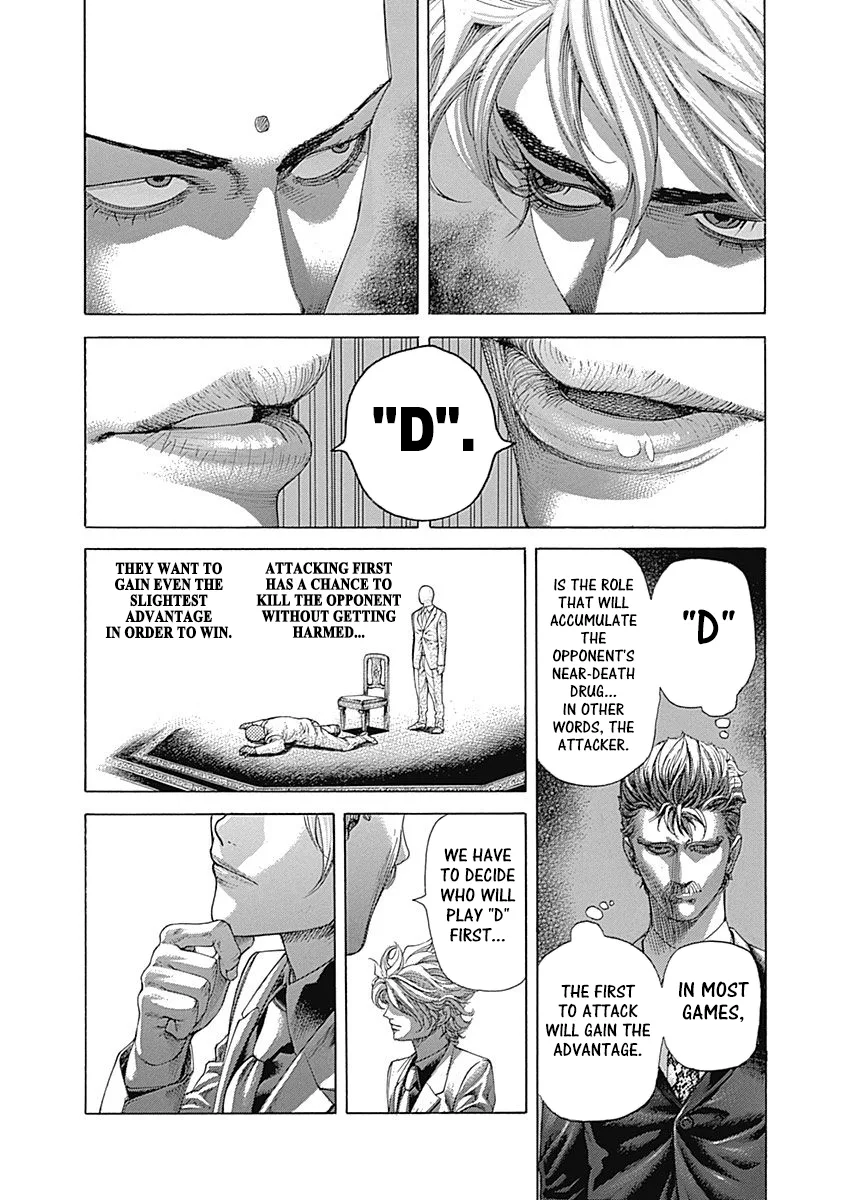 "D".
"D"
IS THE ROLE
THAT WILL
ACCUMULATE
THE
OPPONENT'S
NEAR-DEATH
DRUG...
IN OTHER
WORDS, THE
ATTACKER.
IN MOST
GAMES,
THE FIRST
TO ATTACK
WILL GAIN THE
ADVANTAGE.
ATTACKING FIRST
HAS A CHANCE TO
KILL THE OPPONENT
WITHOUT GETTING
HARMED...
THEY WANT TO
GAIN EVEN THE
SLIGHTEST
ADVANTAGE
IN ORDER TO WIN.
WE HAVE
TO DECIDE
WHO WILL
PLAY "D"
FIRST...